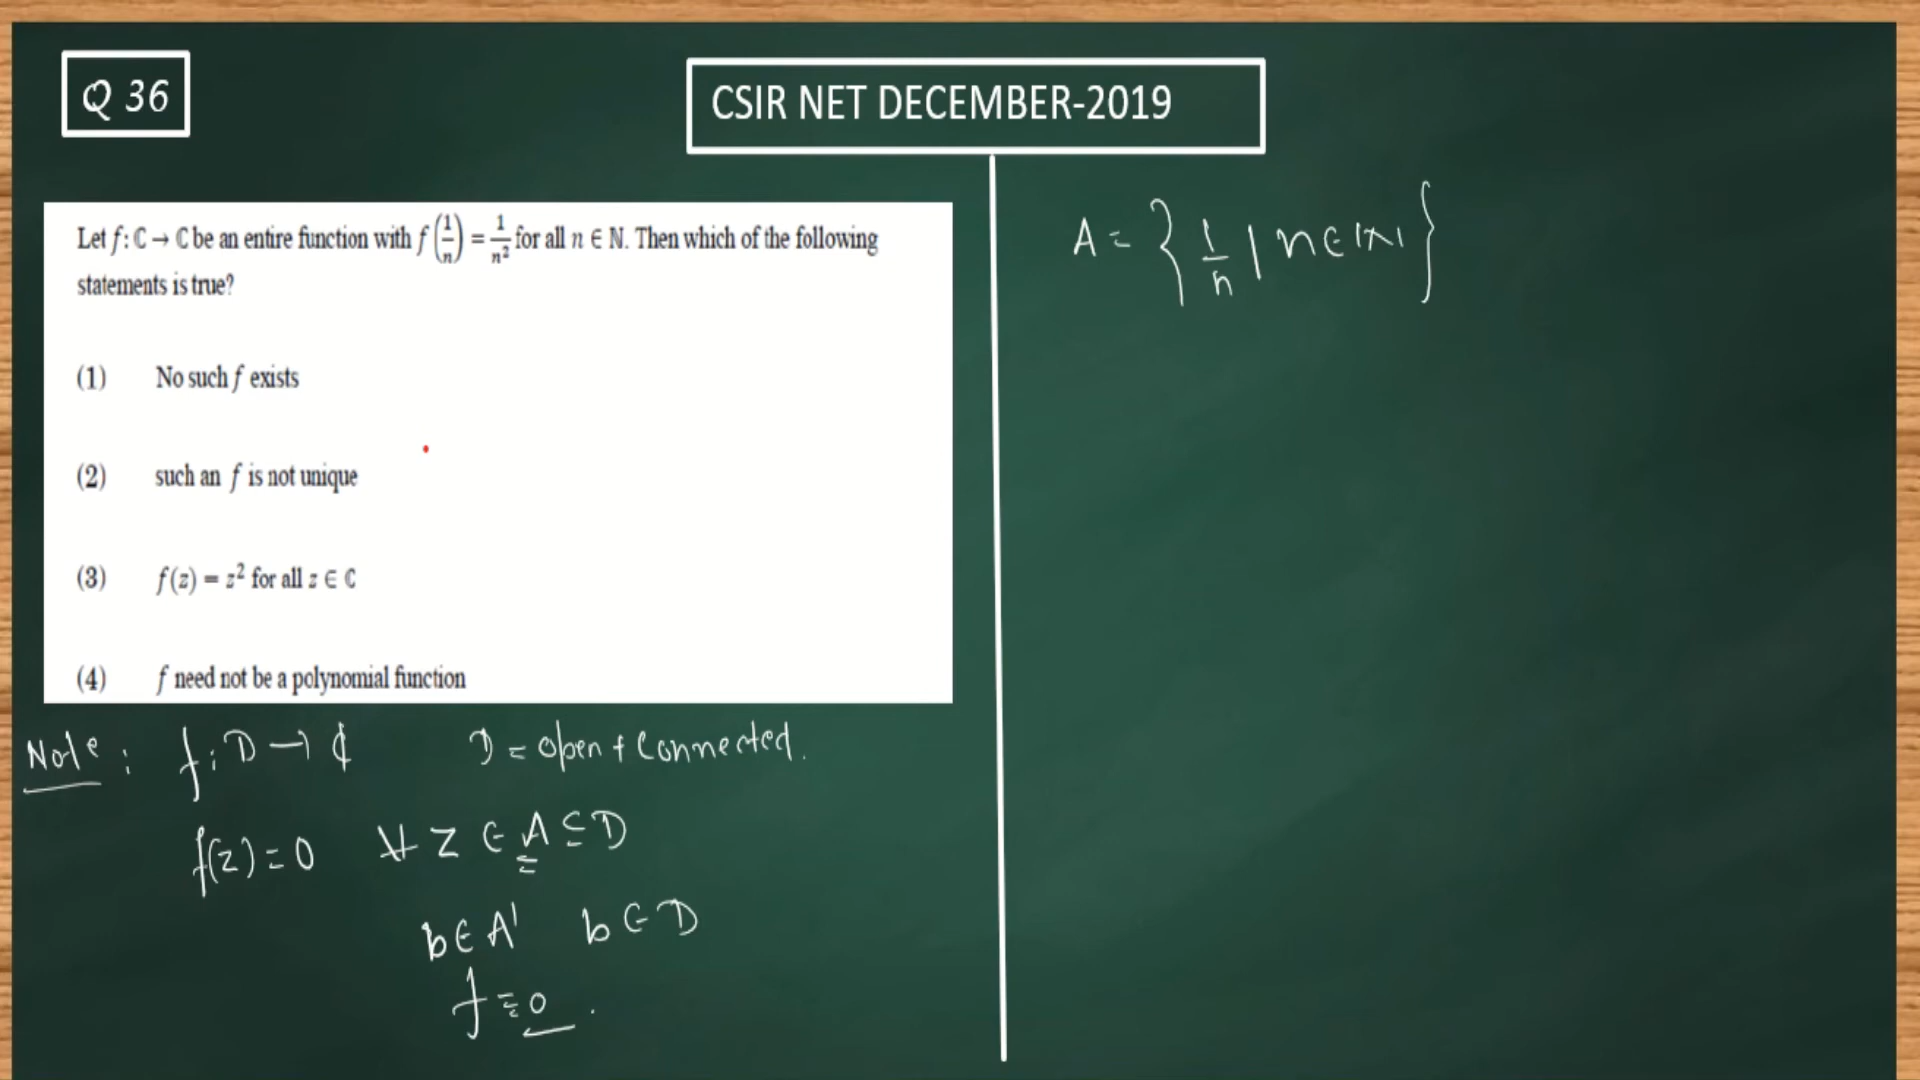 Q 36
CSIR NET DECEMBER-2019
Let f: ℂ → ℂ be an entire function with f(1/n) = 1/n² for all n ∈ ℕ. Then which of the following
statements is true?
(1) No such f exists
(2) such an f is not unique
(3) f(z) = z² for all z ∈ ℂ
(4) f need not be a polynomial function
Note : f : D → ₵ D = open + Connected.
f(z) = 0 ∀ z ∈ A ⊆ D
b ∈ A' b ∈ D
f ≡ 0 .
A = { 1/n | n ∈ ℕ }